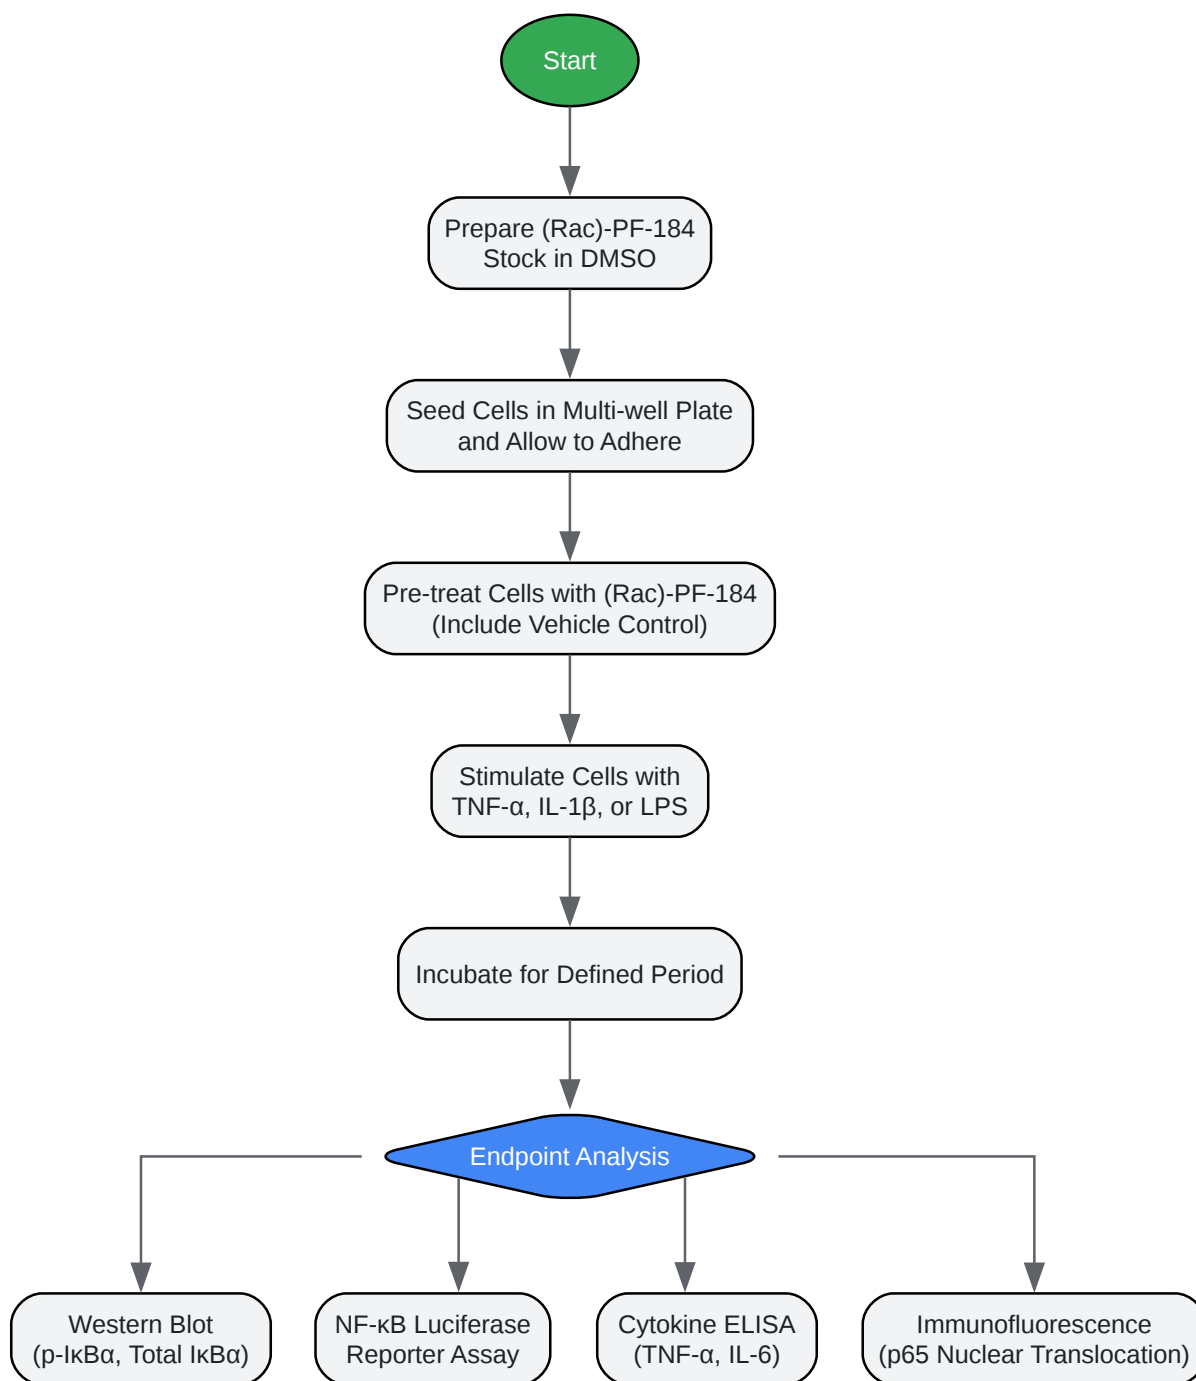 Start
Prepare (Rac)-PF-184
Stock in DMSO
Seed Cells in Multi-well Plate
and Allow to Adhere
Pre-treat Cells with (Rac)-PF-184
(Include Vehicle Control)
Stimulate Cells with
TNF-α, IL-1β, or LPS
Incubate for Defined Period
Endpoint Analysis
Western Blot
(p-IκBα, Total IκBα)
NF-κB Luciferase
Reporter Assay
Cytokine ELISA
(TNF-α, IL-6)
Immunofluorescence
(p65 Nuclear Translocation)